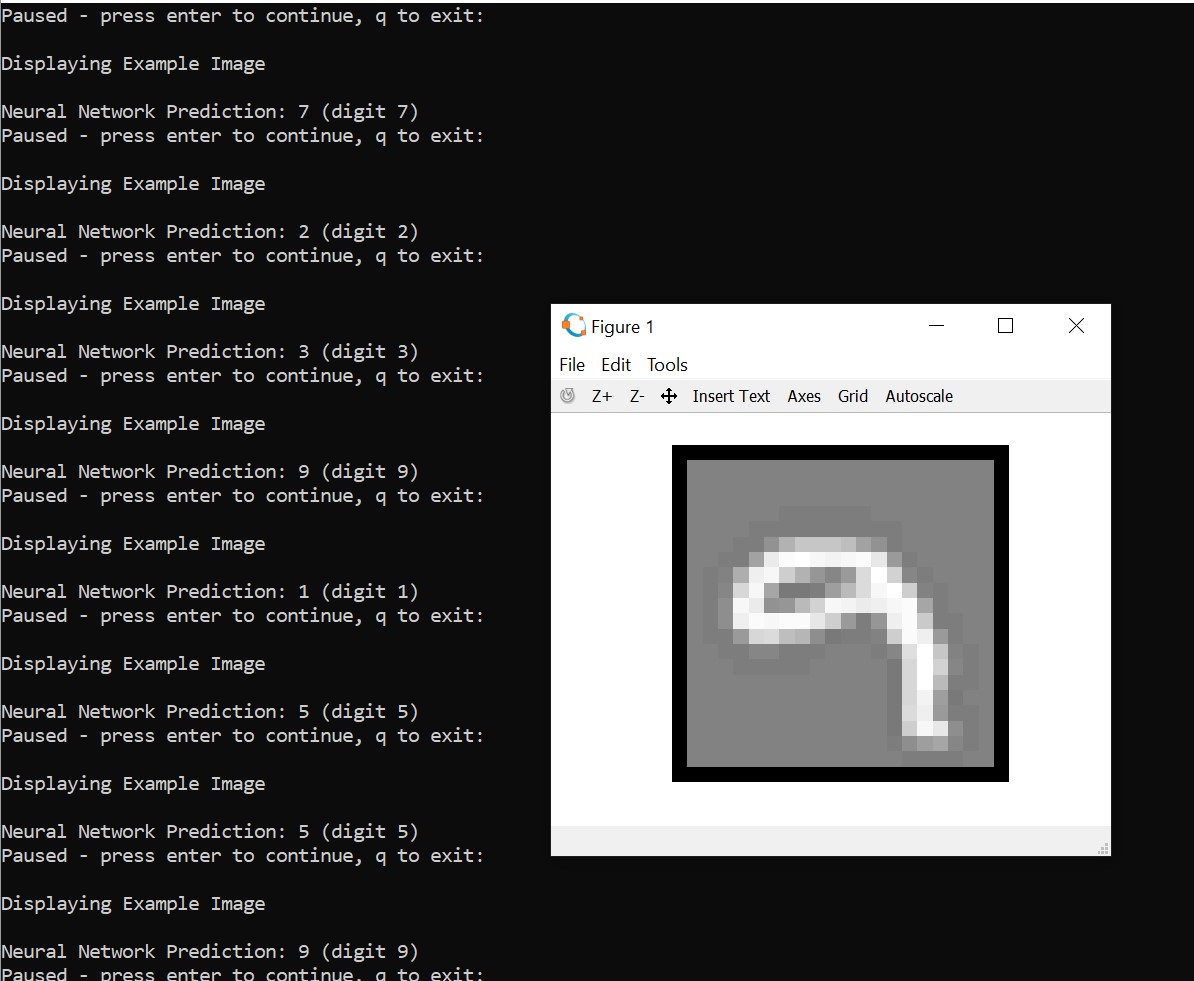 Paused - press enter to continue, q to exit:
Displaying Example Image
Neural Network Prediction: 7 (digit 7)
Paused - press enter to continue, q to exit:
Displaying Example Image
Neural Network Prediction: 2 (digit 2)
Paused - press enter to continue, q to exit:
Displaying Example Image
Neural Network Prediction: 3 (digit 3)
Paused - press enter to continue, q to exit:
Displaying Example Image
Neural Network Prediction: 9 (digit 9)
Paused - press enter to continue, q to exit:
Displaying Example Image
Neural Network Prediction: 1 (digit 1)
Paused - press enter to continue, q to exit:
Displaying Example Image
Neural Network Prediction: 5 (digit 5)
Paused - press enter to continue, q to exit:
Displaying Example Image
Neural Network Prediction: 5 (digit 5)
Paused - press enter to continue, q to exit:
Displaying Example Image
Neural Network Prediction: 9 (digit 9)
Paused - press enter to continue, q to exit:
Figure 1
File Edit Tools
Z+ Z- Insert Text Axes Grid Autoscale
9